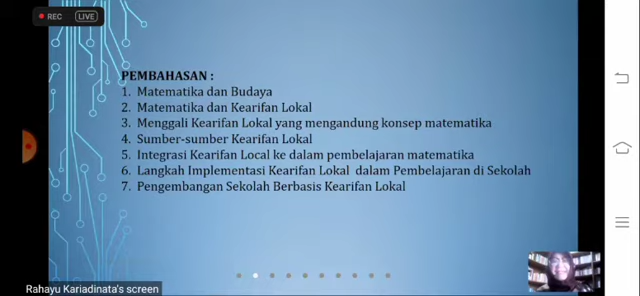 REC
LIVE
PEMBAHASAN :
1. Matematika dan Budaya
2. Matematika dan Kearifan Lokal
3. Menggali Kearifan Lokal yang mengandung konsep matematika
4. Sumber-sumber Kearifan Lokal
5. Integrasi Kearifan Local ke dalam pembelajaran matematika
6. Langkah Implementasi Kearifan Lokal dalam Pembelajaran di Sekolah
7. Pengembangan Sekolah Berbasis Kearifan Lokal
Rahayu Kariadinata's screen